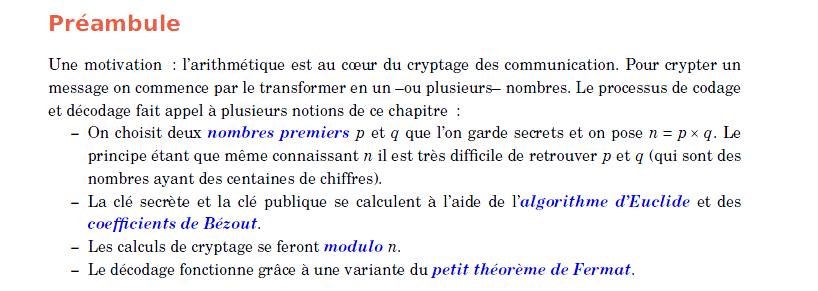 Préambule
Une motivation : l'arithmétique est au cœur du cryptage des communication. Pour crypter un
message on commence par le transformer en un –ou plusieurs– nombres. Le processus de codage
et décodage fait appel à plusieurs notions de ce chapitre :
– On choisit deux nombres premiers p et q que l'on garde secrets et on pose n = p × q. Le
principe étant que même connaissant n il est très difficile de retrouver p et q (qui sont des
nombres ayant des centaines de chiffres).
– La clé secrète et la clé publique se calculent à l'aide de l'algorithme d'Euclide et des
coefficients de Bézout.
– Les calculs de cryptage se feront modulo n.
– Le décodage fonctionne grâce à une variante du petit théorème de Fermat.